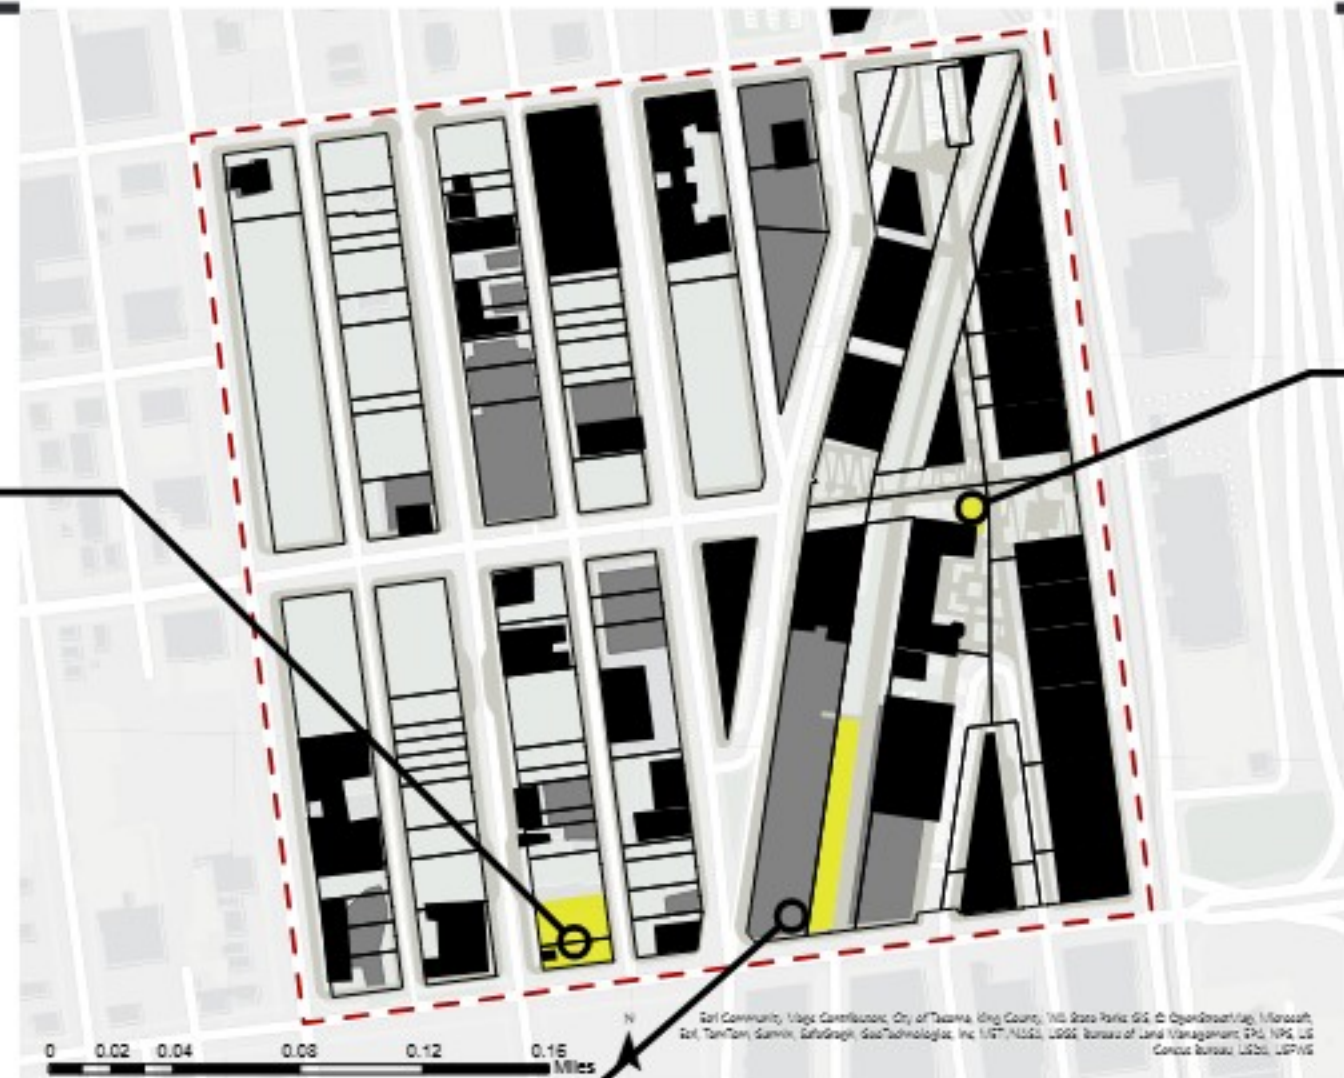 N
Esri Community Maps Contributors, City of Tacoma, King County, WA State Parks GIS, © OpenStreetMap, Microsoft,
Esri, TomTom, Garmin, SafeGraph, GeoTechnologies, Inc, METI/NASA, USGS, Bureau of Land Management, EPA, NPS, US
Census Bureau, USDA, USFWS
0 0.02 0.04 0.08 0.12 0.16
Miles